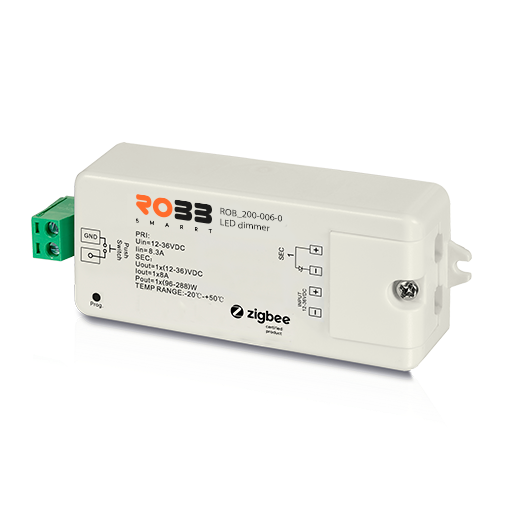 ROBB
SMARRT
ROB_200-006-0
LED dimmer
GND
Push
Switch
PRI:
Uin=12-36VDC
Iin=8.3A
SEC:
Uout=1x(12-36)VDC
Iout=1x8A
Pout=1x(96-288)W
TEMP RANGE:-20℃-+50℃
Prog.
SEC
1
+
-
INPUT
12-36VDC
+
-
zigbee
certified
product